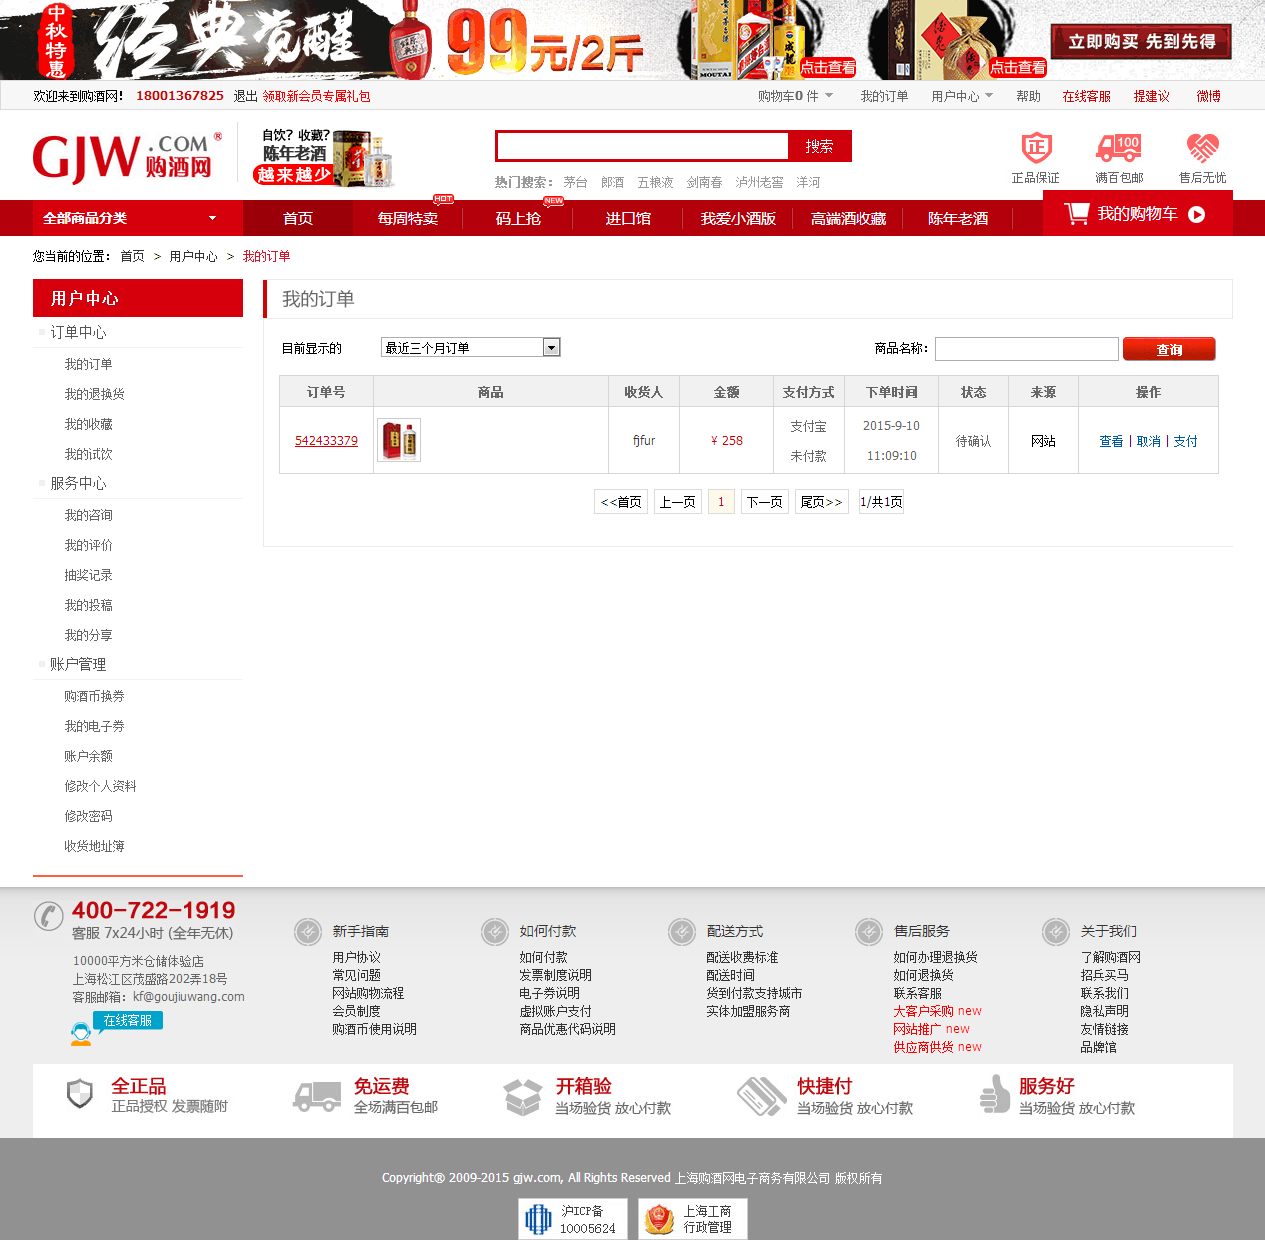 中秋特惠
经典觉醒
99元/2斤
MOUTAI
点击查看
点击查看
立即购买 先到先得
欢迎来到购酒网! 18001367825 退出 领取新会员专属礼包
购物车0 件 我的订单 用户中心 帮助 在线客服 提建议 微博
GJW.COM® 购酒网
自饮?收藏?
陈年老酒
越来越少
搜索
热门搜索: 茅台 郎酒 五粮液 剑南春 泸州老窖 洋河
正
正品保证
100
满百包邮
售后无忧
全部商品分类 首页 每周特卖 HOT 码上抢 NEW 进口馆 我爱小酒版 高端酒收藏 陈年老酒 我的购物车
您当前的位置: 首页 > 用户中心 > 我的订单
用户中心
订单中心
我的订单
我的退换货
我的收藏
我的试饮
服务中心
我的咨询
我的评价
抽奖记录
我的投稿
我的分享
账户管理
购酒币换券
我的电子券
账户余额
修改个人资料
修改密码
收货地址簿
我的订单
目前显示的 最近三个月订单 商品名称: 查询
订单号 商品 收货人 金额 支付方式 下单时间 状态 来源 操作
542433379 fjfur ¥ 258 支付宝 未付款 2015-9-10 11:09:10 待确认 网站 查看 | 取消 | 支付
<<首页 上一页 1 下一页 尾页>> 1/共1页
400-722-1919
客服 7x24小时 (全年无休)
10000平方米仓储体验店
上海松江区茂盛路202弄18号
客服邮箱: kf@goujiuwang.com
在线客服
新手指南
用户协议
常见问题
网站购物流程
会员制度
购酒币使用说明
如何付款
如何付款
发票制度说明
电子券说明
虚拟账户支付
商品优惠代码说明
配送方式
配送收费标准
配送时间
货到付款支持城市
实体加盟服务商
售后服务
如何办理退换货
如何退换货
联系客服
大客户采购 new
网站推广 new
供应商供货 new
关于我们
了解购酒网
招兵买马
联系我们
隐私声明
友情链接
品牌馆
全正品
正品授权 发票随附
免运费
全场满百包邮
开箱验
当场验货 放心付款
快捷付
当场验货 放心付款
服务好
当场验货 放心付款
Copyright® 2009-2015 gjw.com, All Rights Reserved 上海购酒网电子商务有限公司 版权所有
沪ICP备
10005624
上海工商
行政管理